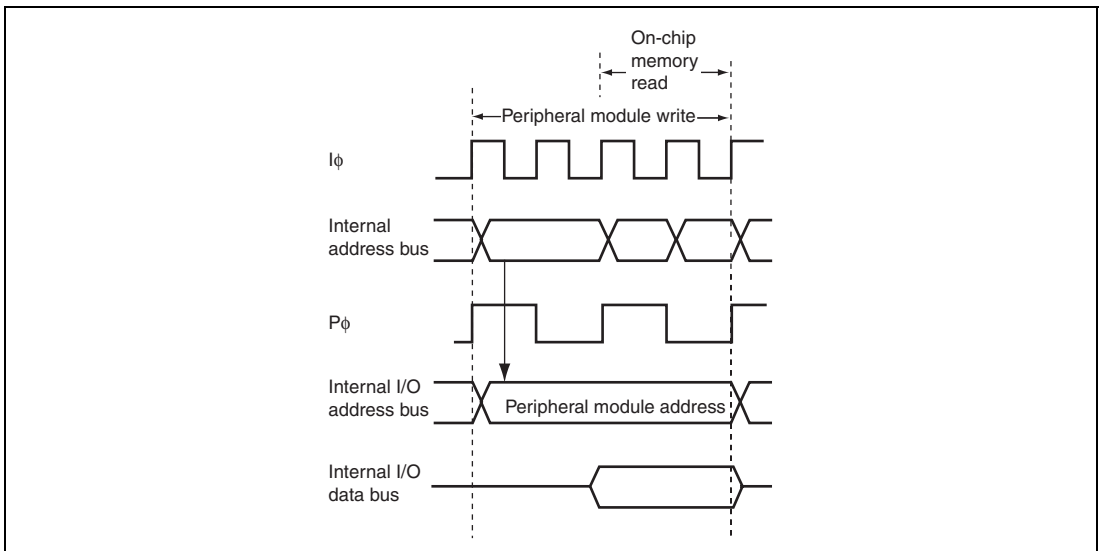 On-chip
memory
read
Peripheral module write
Iϕ
Internal
address bus
Pϕ
Internal I/O
address bus
Peripheral module address
Internal I/O
data bus